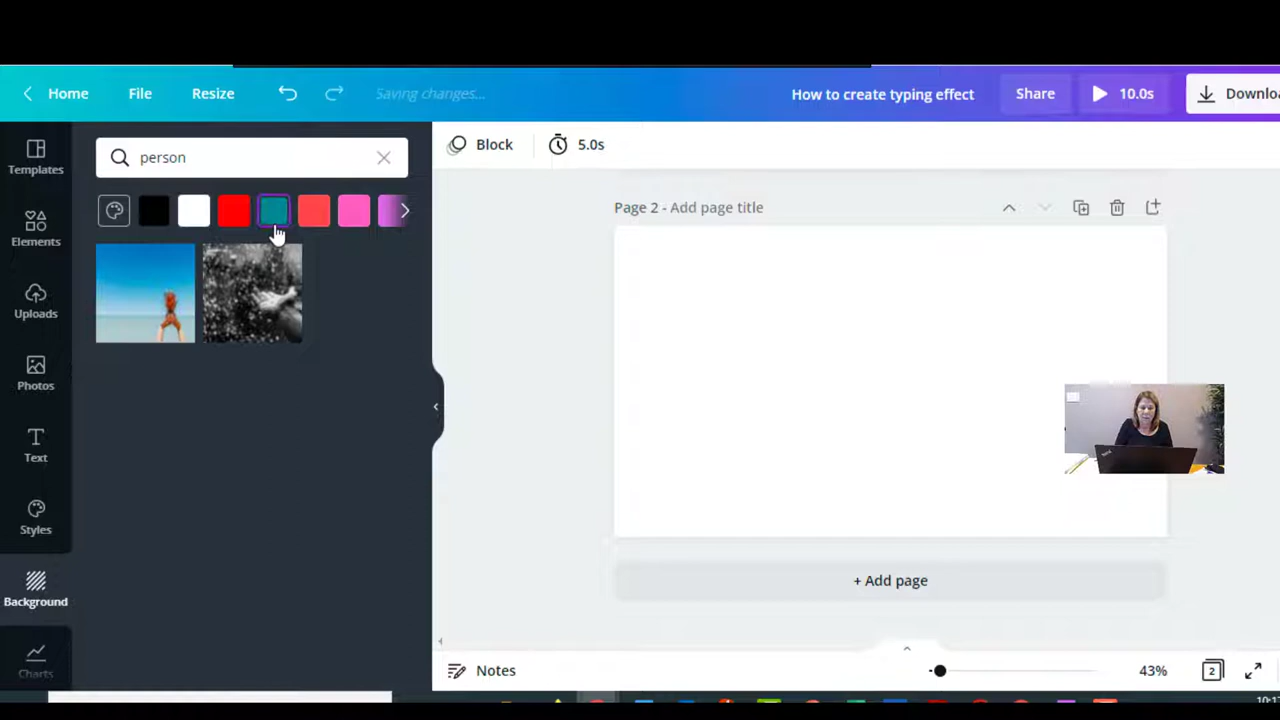 Home File Resize Saving changes... How to create typing effect Share 10.0s Downlo
Templates
Elements
Uploads
Photos
Text
Styles
Background
Charts
person
Block 5.0s
Page 2 - Add page title
+ Add page
Notes 43% 2